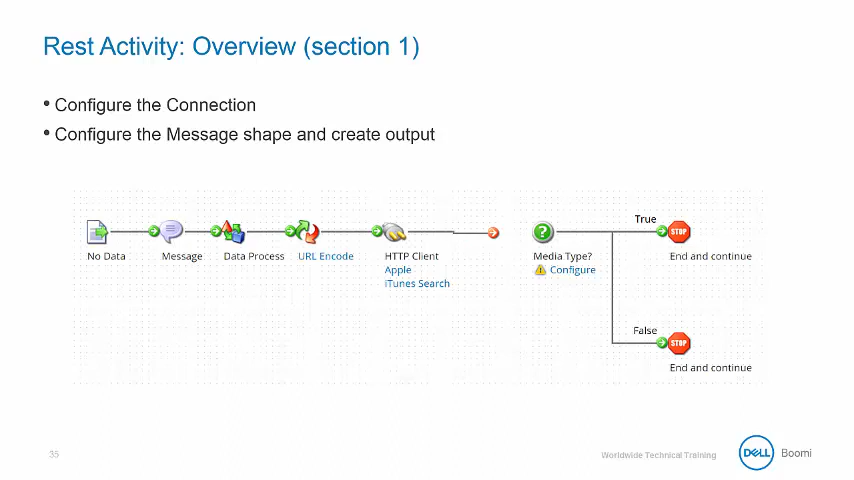 Rest Activity: Overview (section 1)
• Configure the Connection
• Configure the Message shape and create output
True
STOP
No Data
Message
Data Process
URL Encode
HTTP Client
Apple
iTunes Search
Media Type?
Configure
End and continue
False
STOP
End and continue
35
Worldwide Technical Training
DELL
Boomi